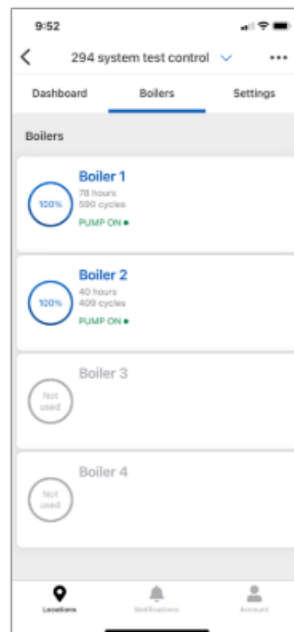 9:52
294 system test control
Dashboard Boilers Settings
Boilers
Boiler 1
100%
78 hours
590 cycles
PUMP ON
Boiler 2
100%
40 hours
409 cycles
PUMP ON
Boiler 3
Not
used
Boiler 4
Not
used
Locations Notifications Account